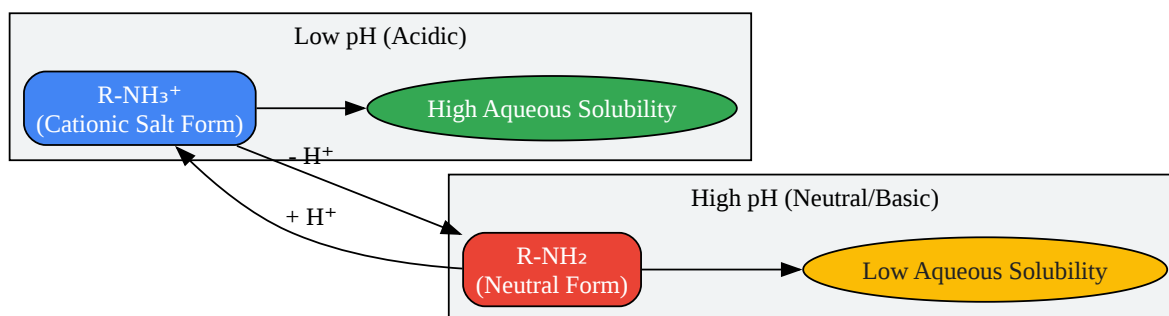 Low pH (Acidic)
R-NH₃⁺
(Cationic Salt Form)
High Aqueous Solubility
- H⁺
+ H⁺
High pH (Neutral/Basic)
R-NH₂
(Neutral Form)
Low Aqueous Solubility